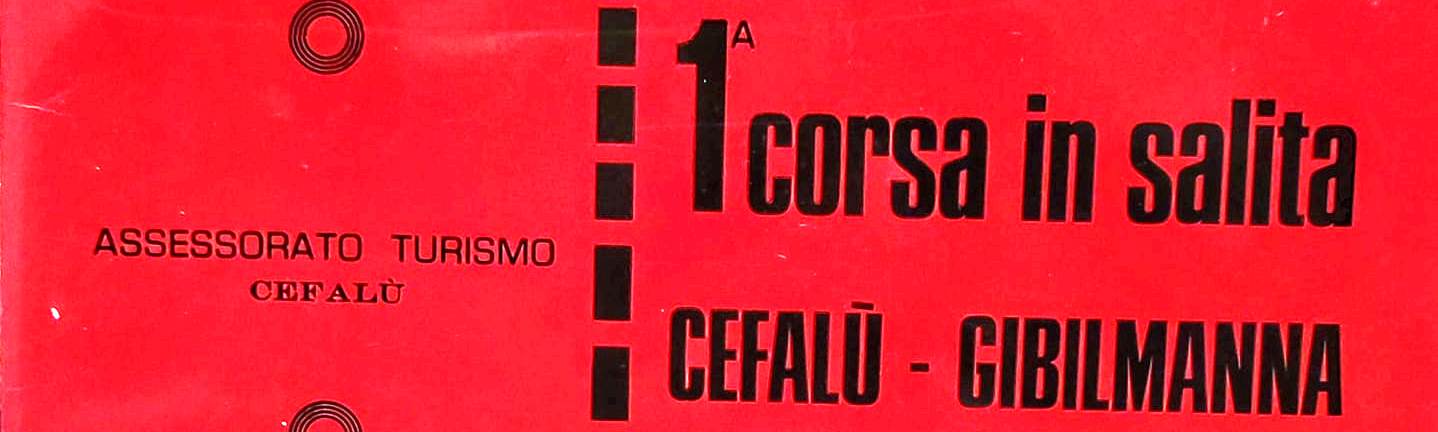 ASSESSORATO TURISMO
CEFALÙ
1ᴬ corsa in salita
CEFALÙ - GIBILMANNA